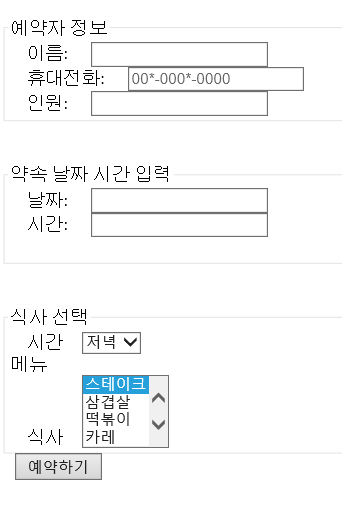 예약자 정보
이름:
휴대전화: 00*-000*-0000
인원:
약속 날짜 시간 입력
날짜:
시간:
식사 선택
시간 저녁
메뉴
스테이크
삼겹살
떡볶이
식사 카레
예약하기